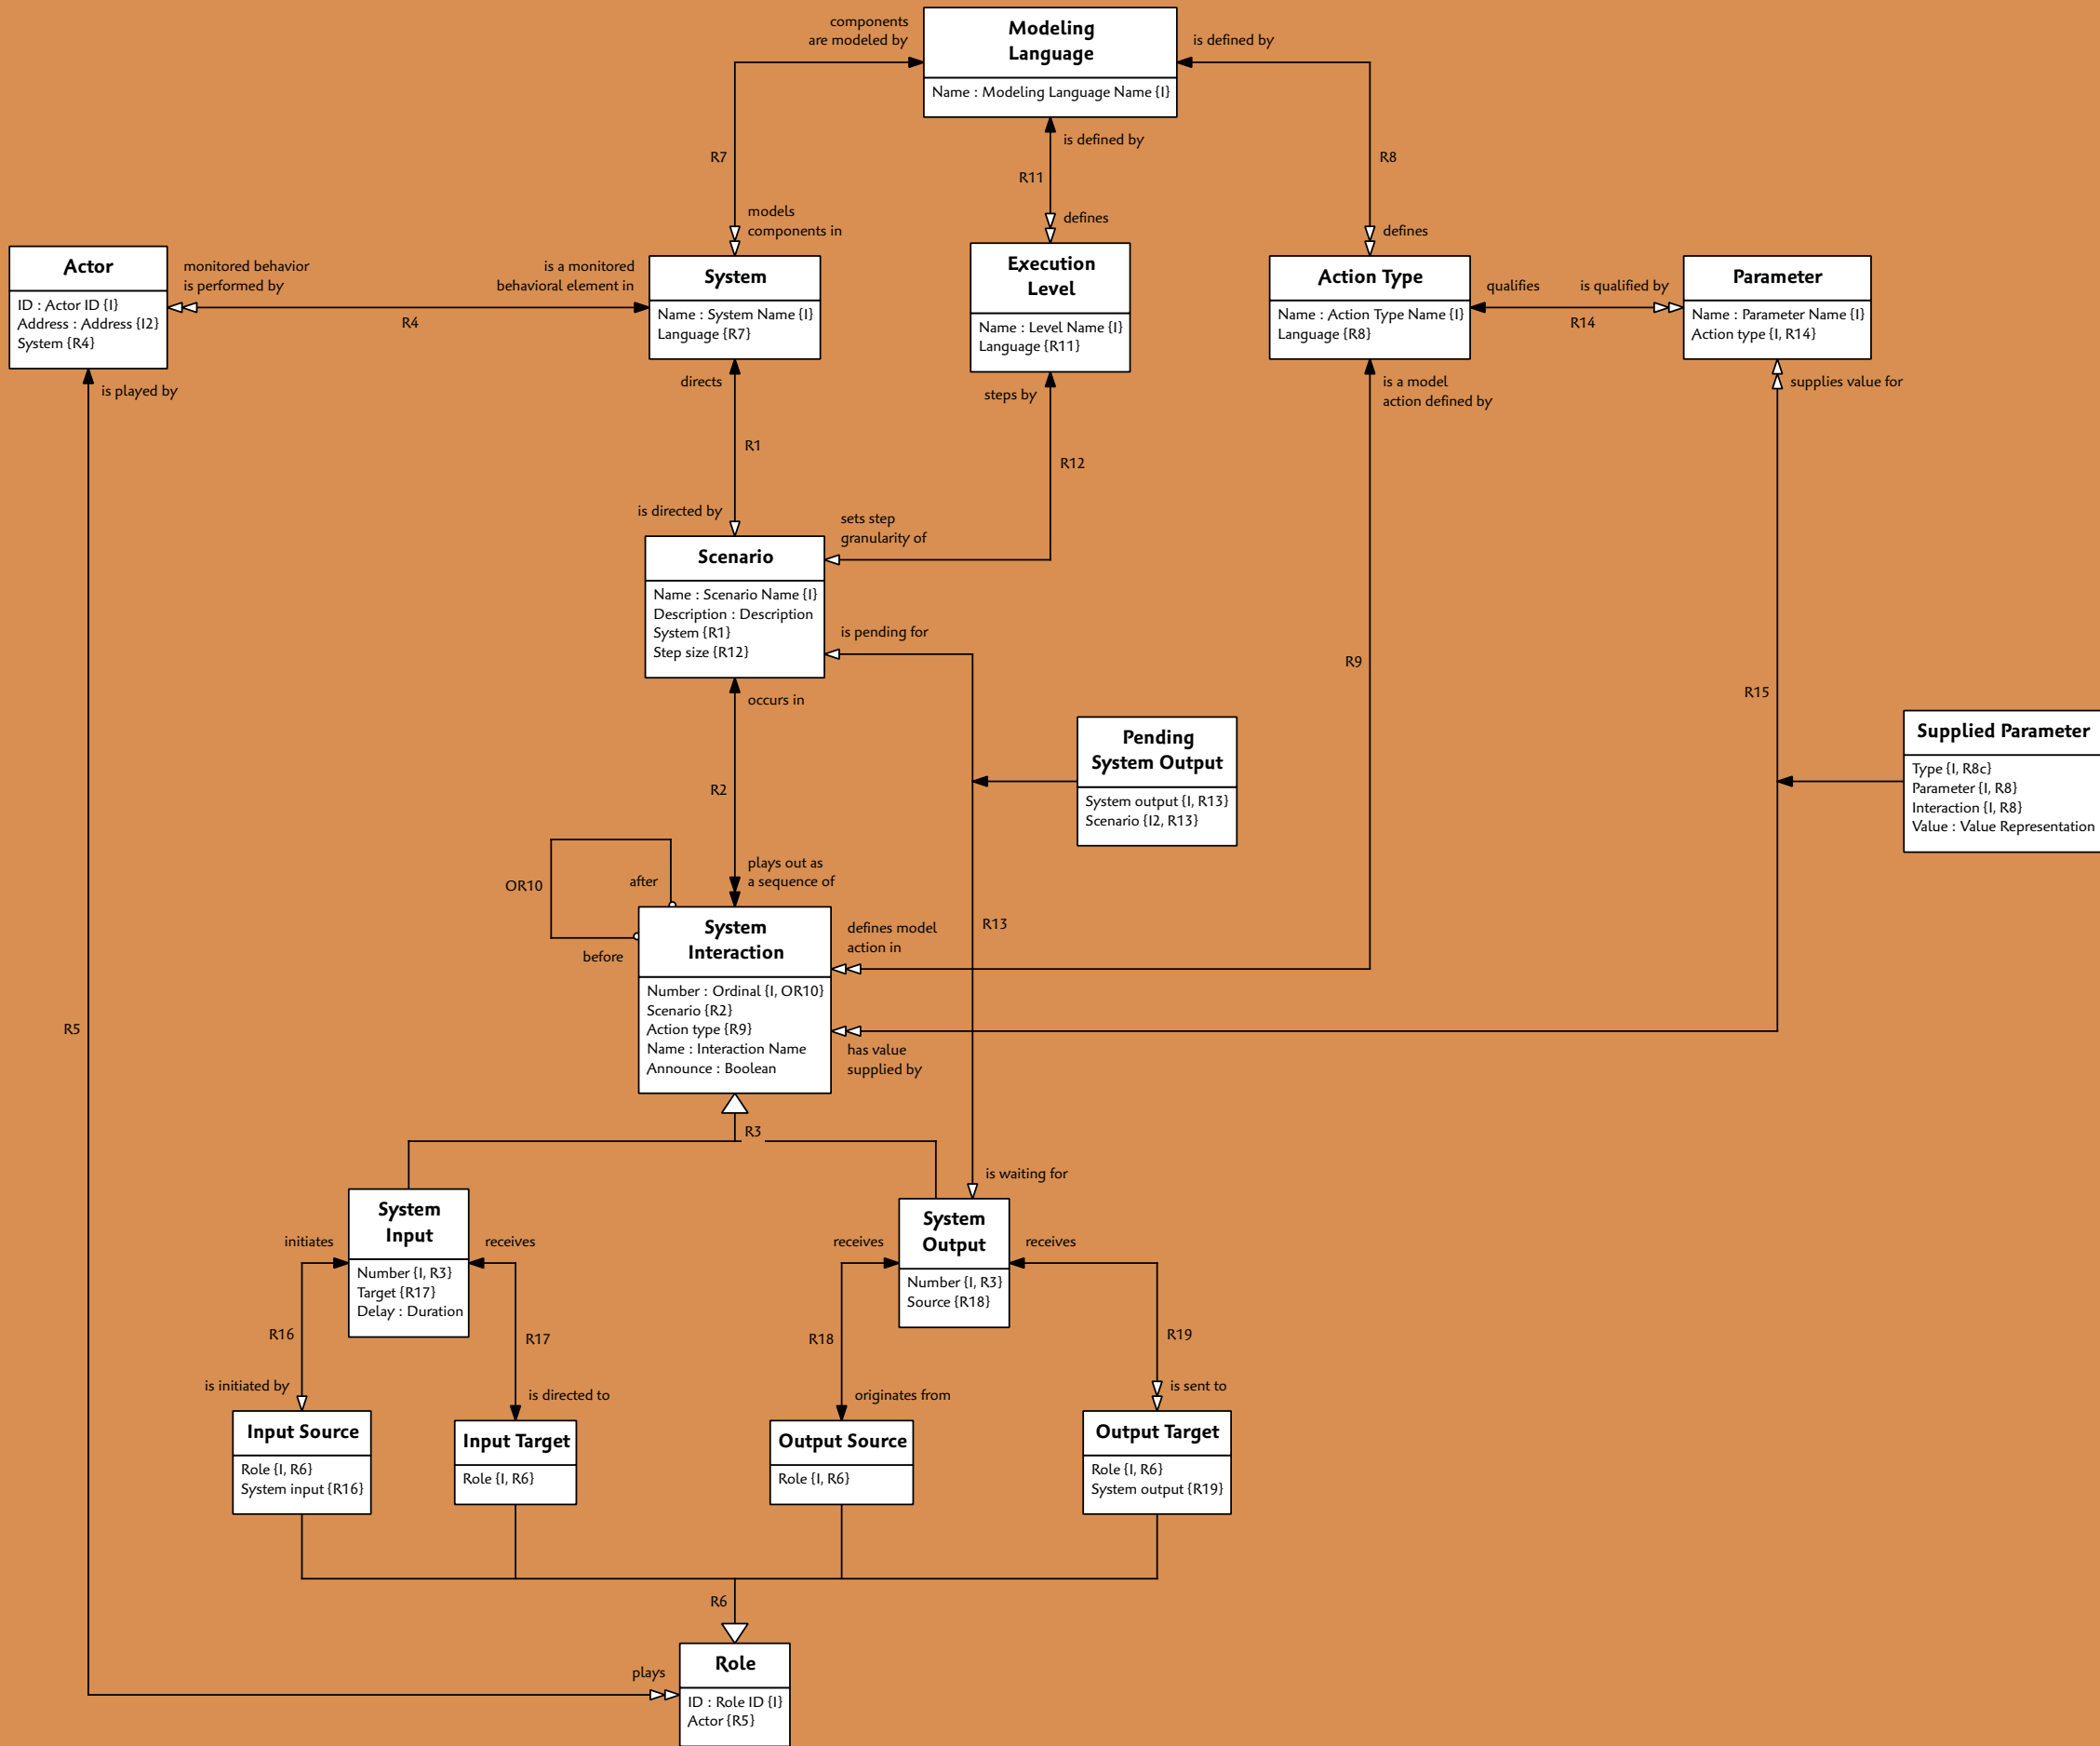 components
are modeled by
Modeling
Language
Name : Modeling Language Name {I}
is defined by
R7
R11
R8
is defined by
models
components in
defines
defines
Actor
ID : Actor ID {I}
Address : Address {I2}
System {R4}
monitored behavior
is performed by
R4
is a monitored
behavioral element in
System
Name : System Name {I}
Language {R7}
Execution
Level
Name : Level Name {I}
Language {R11}
Action Type
Name : Action Type Name {I}
Language {R8}
qualifies
is qualified by
R14
Parameter
Name : Parameter Name {I}
Action type {I, R14}
is played by
directs
steps by
is a model
action defined by
supplies value for
R1
R12
is directed by
sets step
granularity of
Scenario
Name : Scenario Name {I}
Description : Description
System {R1}
Step size {R12}
is pending for
R9
R15
occurs in
Pending
System Output
System output {I, R13}
Scenario {I2, R13}
Supplied Parameter
Type {I, R8c}
Parameter {I, R8}
Interaction {I, R8}
Value : Value Representation
R2
plays out as
a sequence of
OR10
after
before
R13
System
Interaction
Number : Ordinal {I, OR10}
Scenario {R2}
Action type {R9}
Name : Interaction Name
Announce : Boolean
defines model
action in
has value
supplied by
R5
R3
is waiting for
System
Input
Number {I, R3}
Target {R17}
Delay : Duration
initiates
receives
System
Output
Number {I, R3}
Source {R18}
receives
receives
R16
R17
R18
R19
is initiated by
is directed to
originates from
is sent to
Input Source
Role {I, R6}
System input {R16}
Input Target
Role {I, R6}
Output Source
Role {I, R6}
Output Target
Role {I, R6}
System output {R19}
R6
plays
Role
ID : Role ID {I}
Actor {R5}